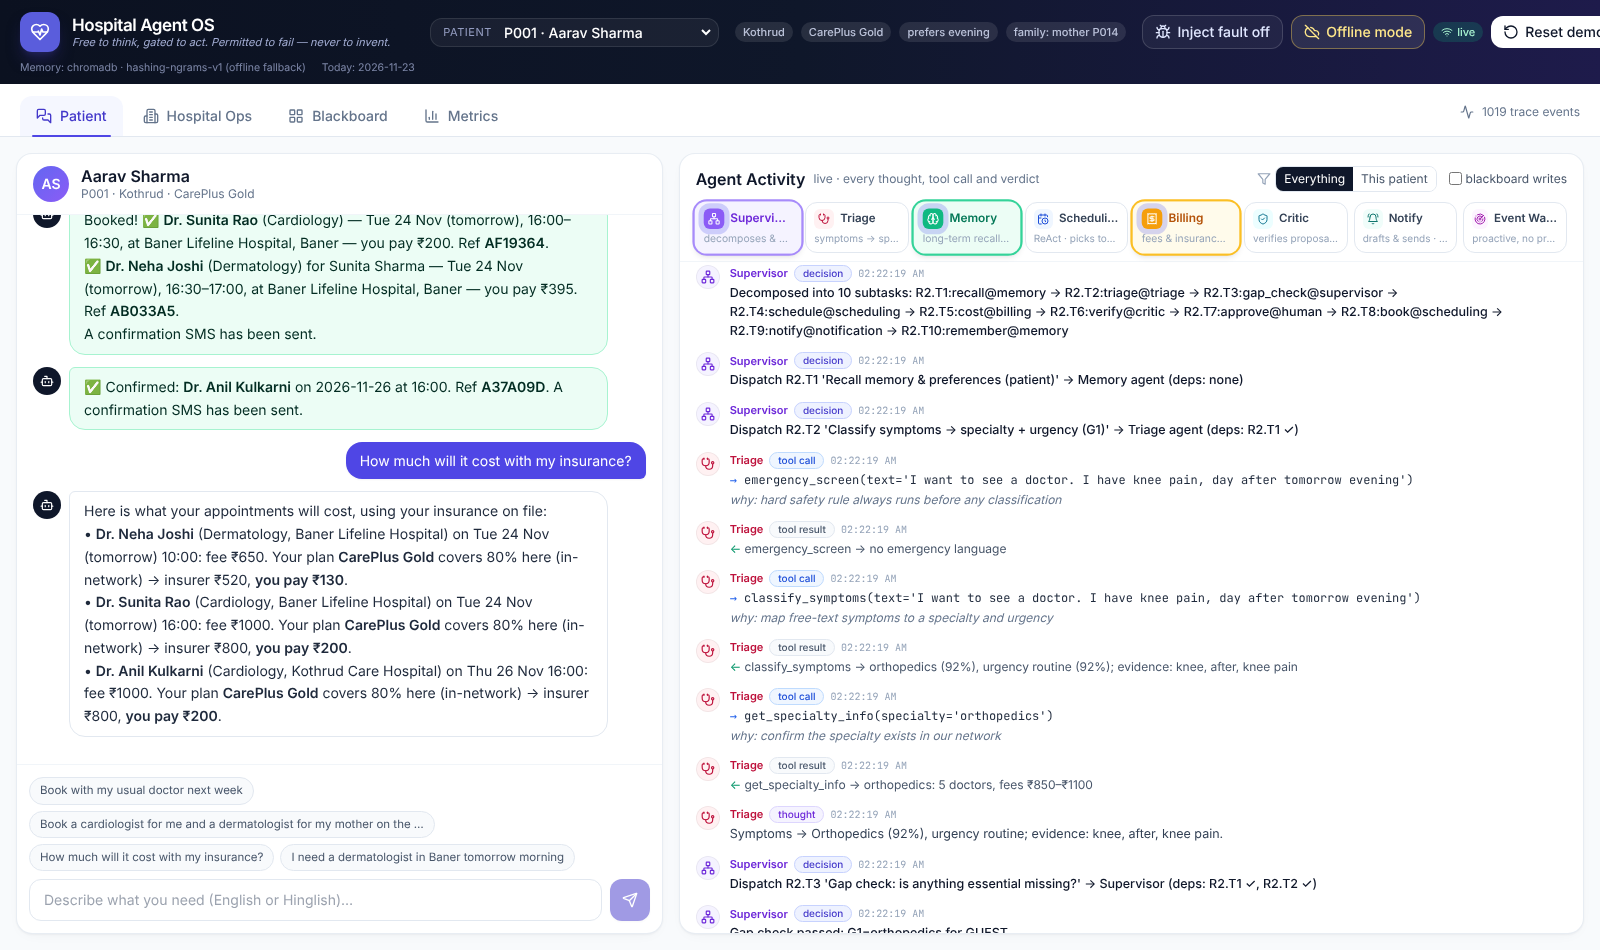 Hospital Agent OS
Free to think, gated to act. Permitted to fail — never to invent.
PATIENT P001 · Aarav Sharma
Kothrud
CarePlus Gold
prefers evening
family: mother P014
Inject fault off
Offline mode
live
Reset demo
Memory: chromadb · hashing-ngrams-v1 (offline fallback) Today: 2026-11-23
Patient
Hospital Ops
Blackboard
Metrics
1019 trace events
AS
Aarav Sharma
P001 · Kothrud · CarePlus Gold
Booked! ✅ Dr. Sunita Rao (Cardiology) — Tue 24 Nov (tomorrow), 16:00–
16:30, at Baner Lifeline Hospital, Baner — you pay ₹200. Ref AF19364.
✅ Dr. Neha Joshi (Dermatology) for Sunita Sharma — Tue 24 Nov
(tomorrow), 16:30–17:00, at Baner Lifeline Hospital, Baner — you pay ₹395.
Ref AB033A5.
A confirmation SMS has been sent.
✅ Confirmed: Dr. Anil Kulkarni on 2026-11-26 at 16:00. Ref A37A09D. A
confirmation SMS has been sent.
How much will it cost with my insurance?
Here is what your appointments will cost, using your insurance on file:
• Dr. Neha Joshi (Dermatology, Baner Lifeline Hospital) on Tue 24 Nov
(tomorrow) 10:00: fee ₹650. Your plan CarePlus Gold covers 80% here (in-
network) → insurer ₹520, you pay ₹130.
• Dr. Sunita Rao (Cardiology, Baner Lifeline Hospital) on Tue 24 Nov
(tomorrow) 16:00: fee ₹1000. Your plan CarePlus Gold covers 80% here (in-
network) → insurer ₹800, you pay ₹200.
• Dr. Anil Kulkarni (Cardiology, Kothrud Care Hospital) on Thu 26 Nov 16:00:
fee ₹1000. Your plan CarePlus Gold covers 80% here (in-network) → insurer
₹800, you pay ₹200.
Book with my usual doctor next week
Book a cardiologist for me and a dermatologist for my mother on the ...
How much will it cost with my insurance?
I need a dermatologist in Baner tomorrow morning
Describe what you need (English or Hinglish)...
Agent Activity live · every thought, tool call and verdict
Everything
This patient
blackboard writes
Supervi...
decomposes & ...
Triage
symptoms → sp...
Memory
long-term recall...
Scheduli...
ReAct · picks to...
Billing
fees & insuranc...
Critic
verifies proposa...
Notify
drafts & sends · ...
Event Wa...
proactive, no pr...
Supervisor decision 02:22:19 AM
Decomposed into 10 subtasks: R2.T1:recall@memory → R2.T2:triage@triage → R2.T3:gap_check@supervisor →
R2.T4:schedule@scheduling → R2.T5:cost@billing → R2.T6:verify@critic → R2.T7:approve@human → R2.T8:book@scheduling →
R2.T9:notify@notification → R2.T10:remember@memory
Supervisor decision 02:22:19 AM
Dispatch R2.T1 'Recall memory & preferences (patient)' → Memory agent (deps: none)
Supervisor decision 02:22:19 AM
Dispatch R2.T2 'Classify symptoms → specialty + urgency (G1)' → Triage agent (deps: R2.T1 ✓)
Triage tool call 02:22:19 AM
→ emergency_screen(text='I want to see a doctor. I have knee pain, day after tomorrow evening')
why: hard safety rule always runs before any classification
Triage tool result 02:22:19 AM
← emergency_screen → no emergency language
Triage tool call 02:22:19 AM
→ classify_symptoms(text='I want to see a doctor. I have knee pain, day after tomorrow evening')
why: map free-text symptoms to a specialty and urgency
Triage tool result 02:22:19 AM
← classify_symptoms → orthopedics (92%), urgency routine (92%); evidence: knee, after, knee pain
Triage tool call 02:22:19 AM
→ get_specialty_info(specialty='orthopedics')
why: confirm the specialty exists in our network
Triage tool result 02:22:19 AM
← get_specialty_info → orthopedics: 5 doctors, fees ₹850–₹1100
Triage thought 02:22:19 AM
Symptoms → Orthopedics (92%), urgency routine; evidence: knee, after, knee pain.
Supervisor decision 02:22:19 AM
Dispatch R2.T3 'Gap check: is anything essential missing?' → Supervisor (deps: R2.T1 ✓, R2.T2 ✓)
Supervisor decision 02:22:19 AM
Gap check passed: G1=orthopedics for GUEST